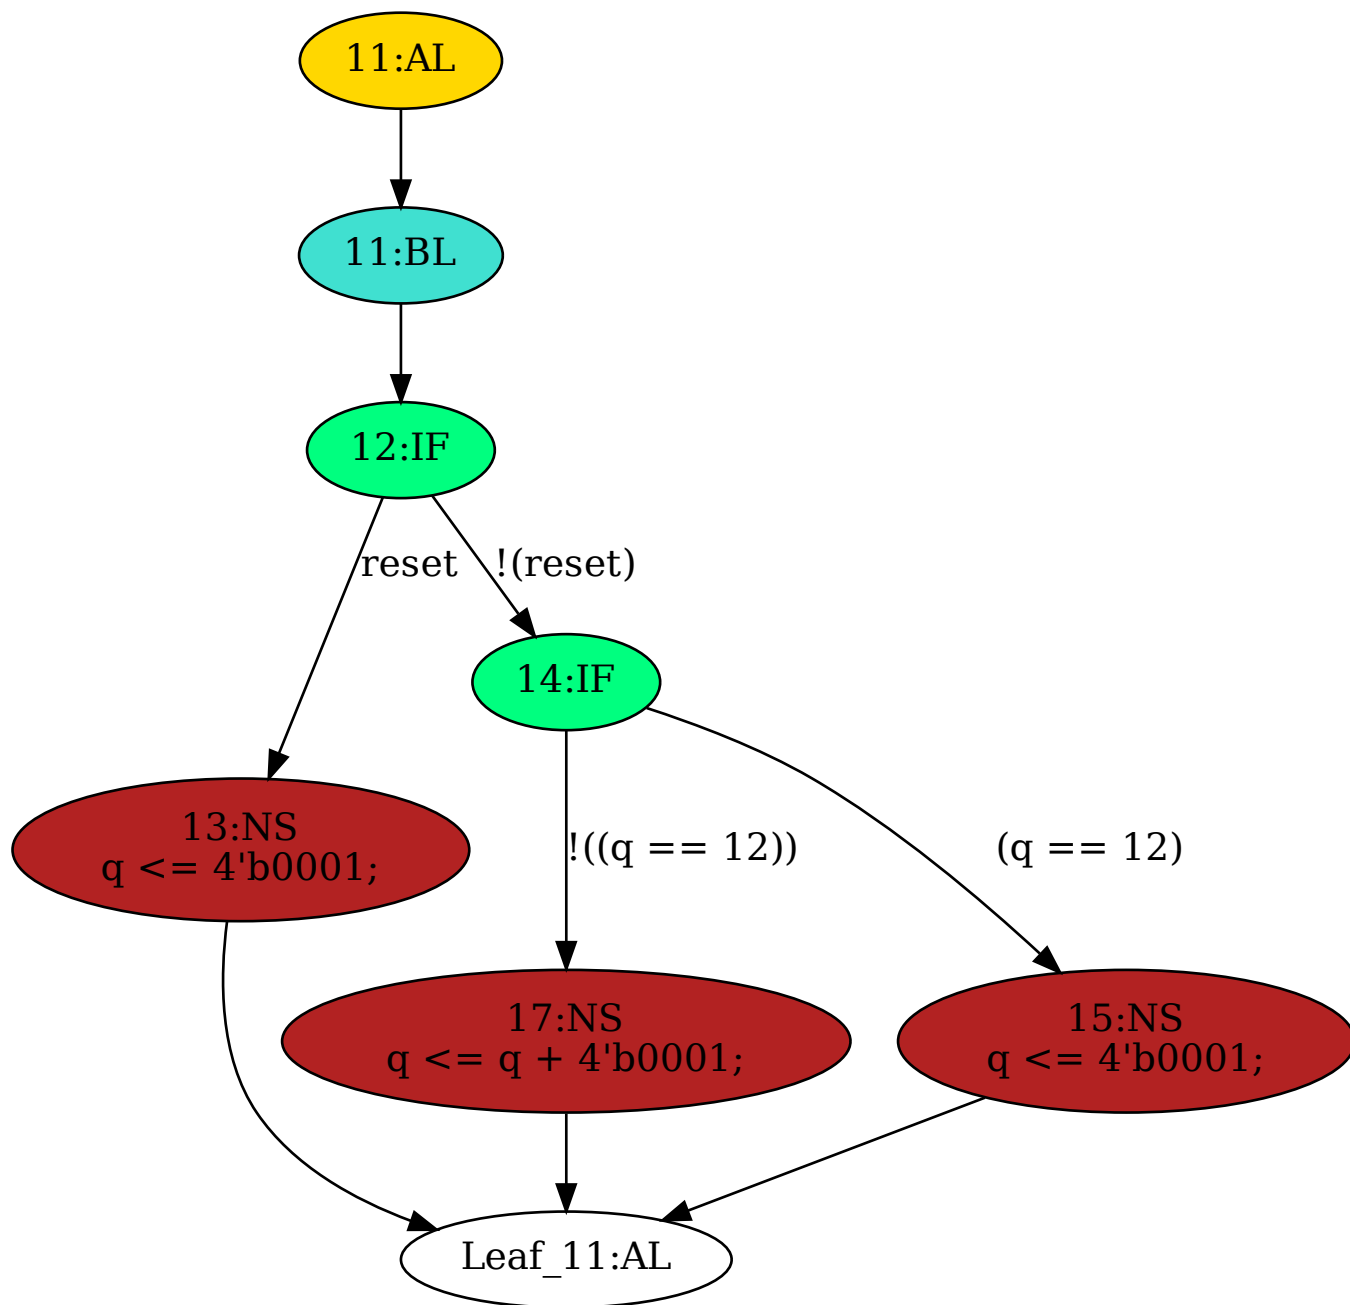 11:AL
11:BL
12:IF
reset
!(reset)
14:IF
13:NS
q <= 4'b0001;
!((q == 12))
(q == 12)
17:NS
q <= q + 4'b0001;
15:NS
q <= 4'b0001;
Leaf_11:AL